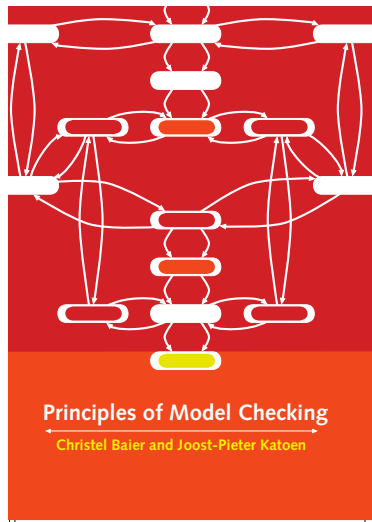 Principles of Model Checking
Christel Baier and Joost-Pieter Katoen